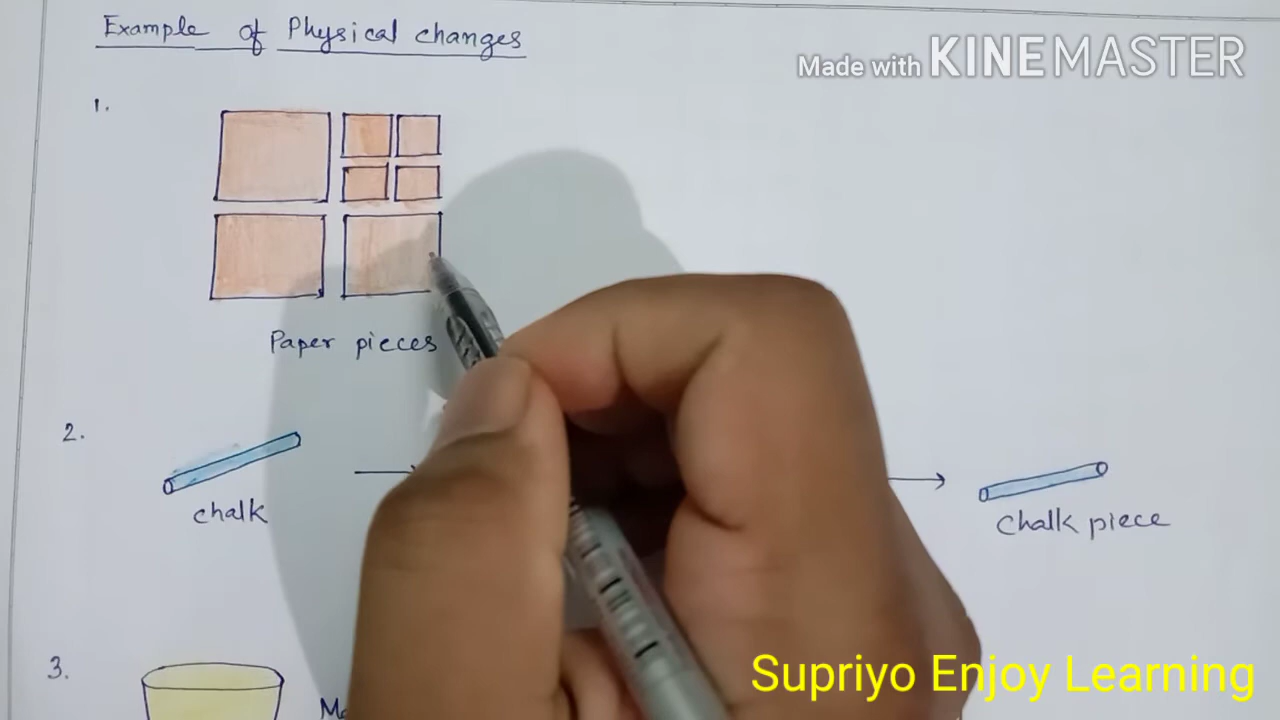 Example of Physical changes
Made with KINEMASTER
1.
Paper pieces
2.
chalk
chalk piece
3.
Supriyo Enjoy Learning